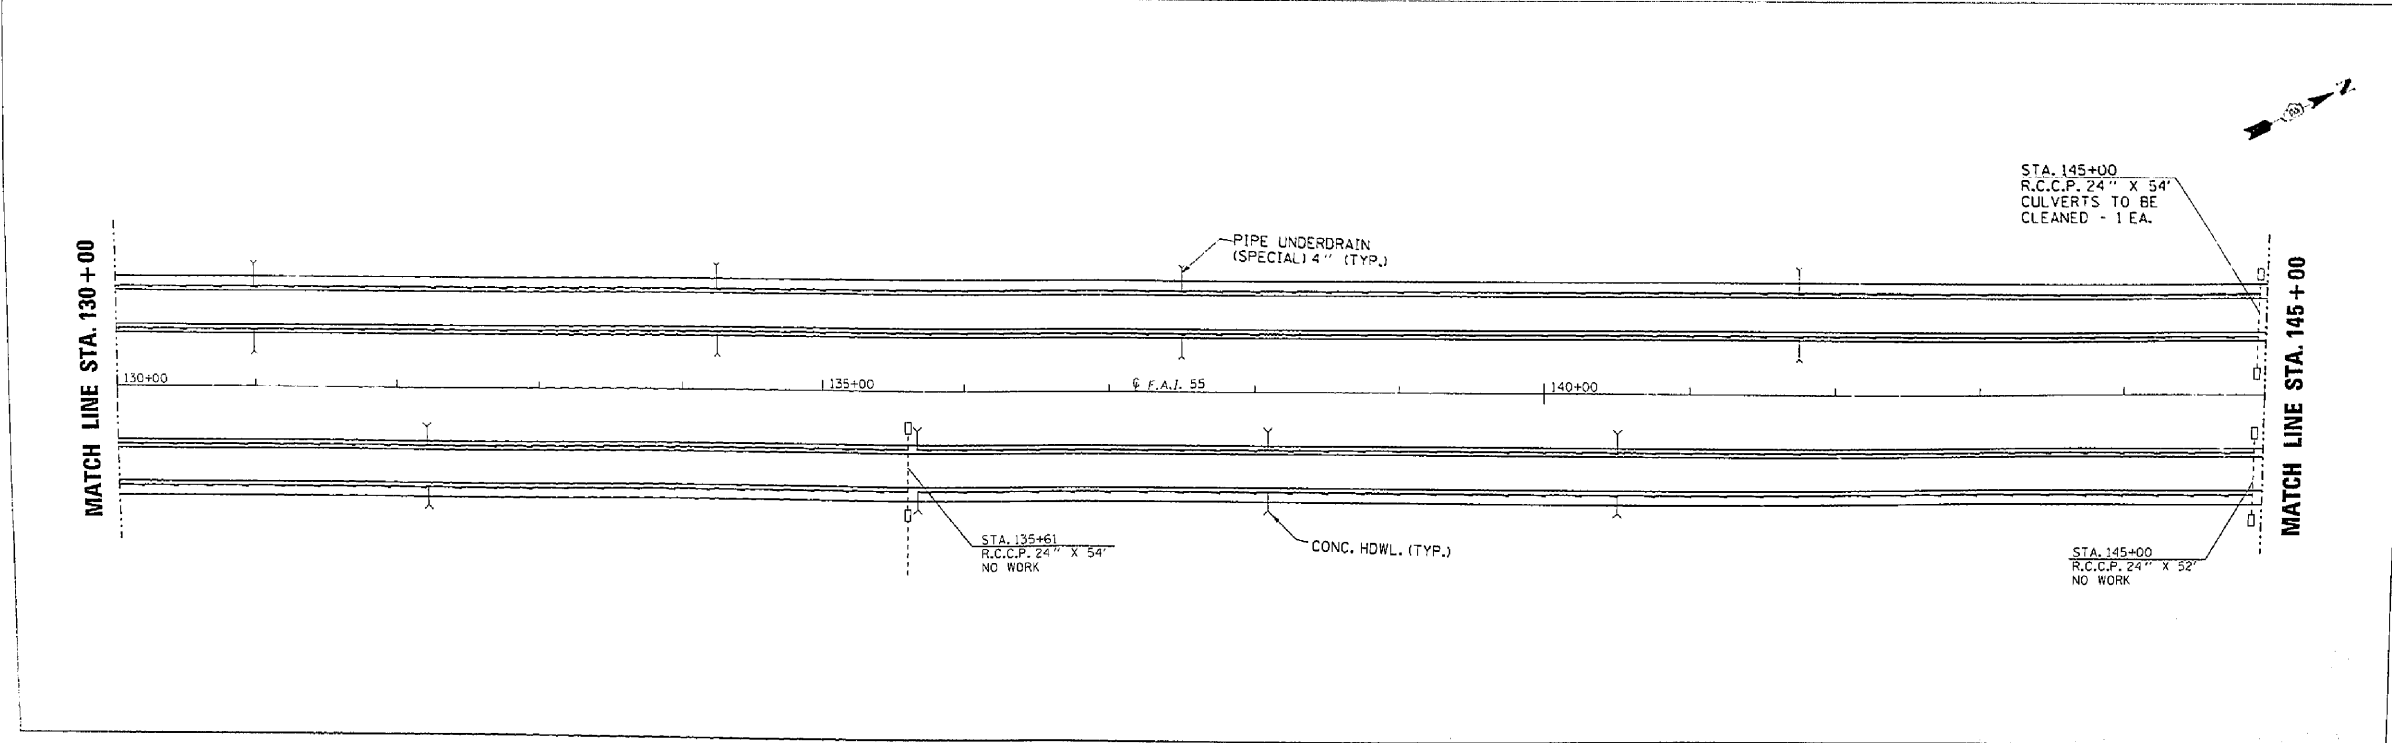 N
STA. 145+00
R.C.C.P. 24" X 54'
CULVERTS TO BE
CLEANED - 1 EA.
PIPE UNDERDRAIN
(SPECIAL) 4" (TYP.)
MATCH LINE STA. 130+00
MATCH LINE STA. 145+00
130+00
135+00
℄ F.A.I. 55
140+00
STA. 135+61
R.C.C.P. 24" X 54'
NO WORK
CONC. HDWL. (TYP.)
STA. 145+00
R.C.C.P. 24" X 52'
NO WORK